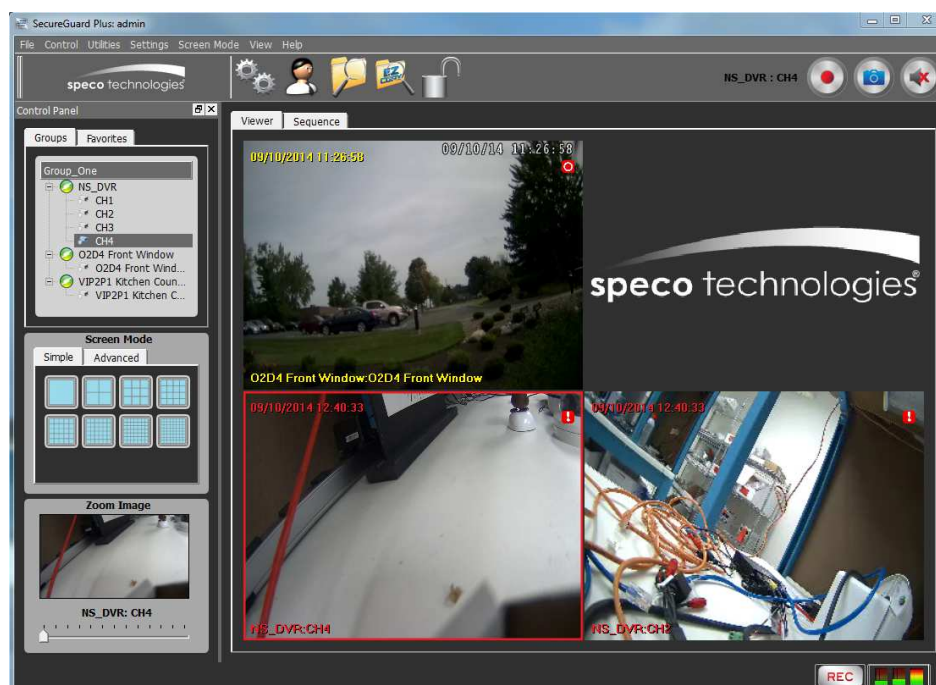 SecureGuard Plus: admin
File Control Utilities Settings Screen Mode View Help
speco technologies
EZ
NS_DVR : CH4
Control Panel
Viewer Sequence
Groups Favorites
Group_One
NS_DVR
CH1
CH2
CH3
CH4
O2D4 Front Window
O2D4 Front Wind...
VIP2P1 Kitchen Coun...
VIP2P1 Kitchen C...
Screen Mode
Simple Advanced
Zoom Image
NS_DVR: CH4
09/10/2014 11:26:58
09/10/14 11:26:58
O2D4 Front Window:O2D4 Front Window
speco technologies®
09/10/2014 12:40:33
NS_DVR:CH4
09/10/2014 12:40:33
NS_DVR:CH2
REC